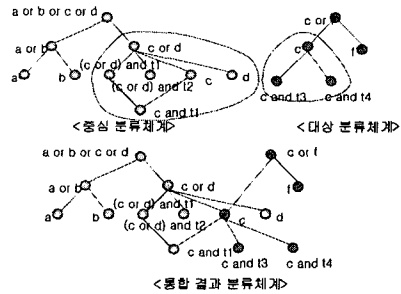 a or b or c or d
c or f
a or b
c or d
c
f
a
b
(c or d) and t1
(c or d) and t2
c
d
c and t1
c and t3
c and t4
<중심 분류체계>
<대상 분류체계>
a or b or c or d
c or f
a or b
c or d
f
a
b
(c or d) and t1
(c or d) and t2
c
d
c and t1
c and t3
c and t4
<통합 결과 분류체계>